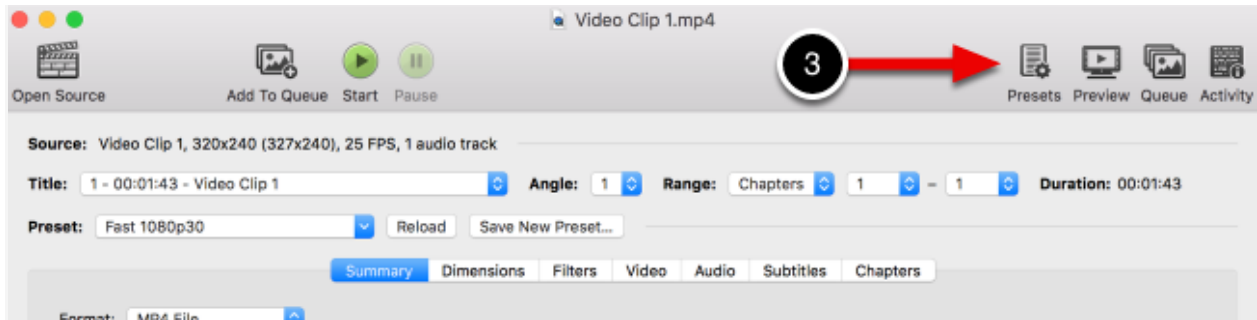 Video Clip 1.mp4
3
Open Source Add To Queue Start Pause Presets Preview Queue Activity
Source: Video Clip 1, 320x240 (327x240), 25 FPS, 1 audio track
Title: 1 - 00:01:43 - Video Clip 1 Angle: 1 Range: Chapters 1 - 1 Duration: 00:01:43
Preset: Fast 1080p30 Reload Save New Preset...
Summary Dimensions Filters Video Audio Subtitles Chapters
Format: MP4 File